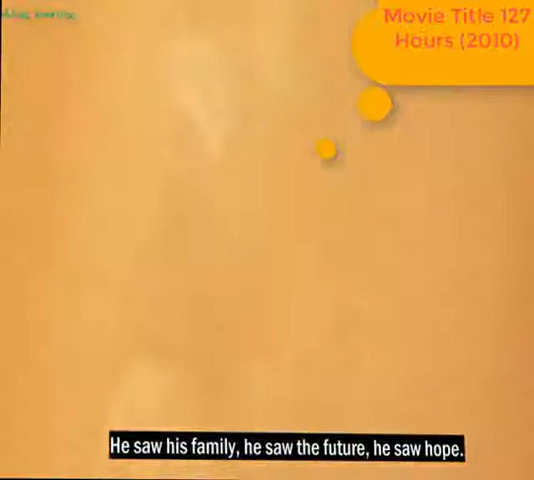 Movie Title 127
Hours (2010)
He saw his family, he saw the future, he saw hope.